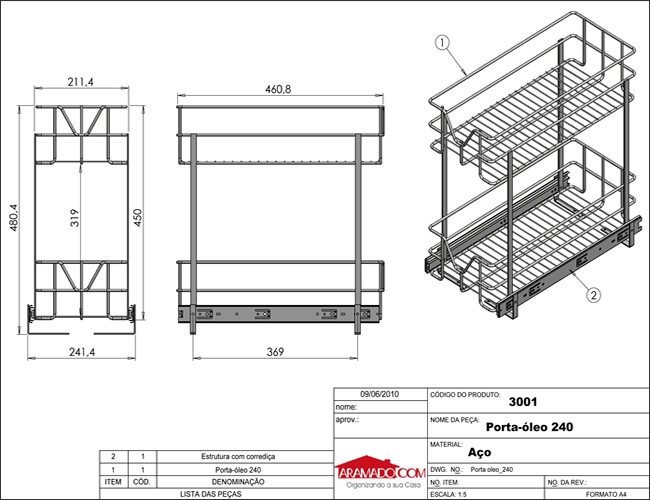 211,4
460,8
1
480,4
319
450
241,4
369
2
09/06/2010
CÓDIGO DO PRODUTO:
3001
nome:
aprov.:
NOME DA PEÇA:
Porta-óleo 240
MATERIAL:
Aço
2 1 Estrutura com corrediça
1 1 Porta-óleo 240
ITEM CÓD. DENOMINAÇÃO
LISTA DAS PEÇAS
ARAMADO.COM
Organizando a sua Casa
DWG. NO.: Porta oleo_240
NO. ITEM: NO. DA REV.:
ESCALA: 1:5 FORMATO A4